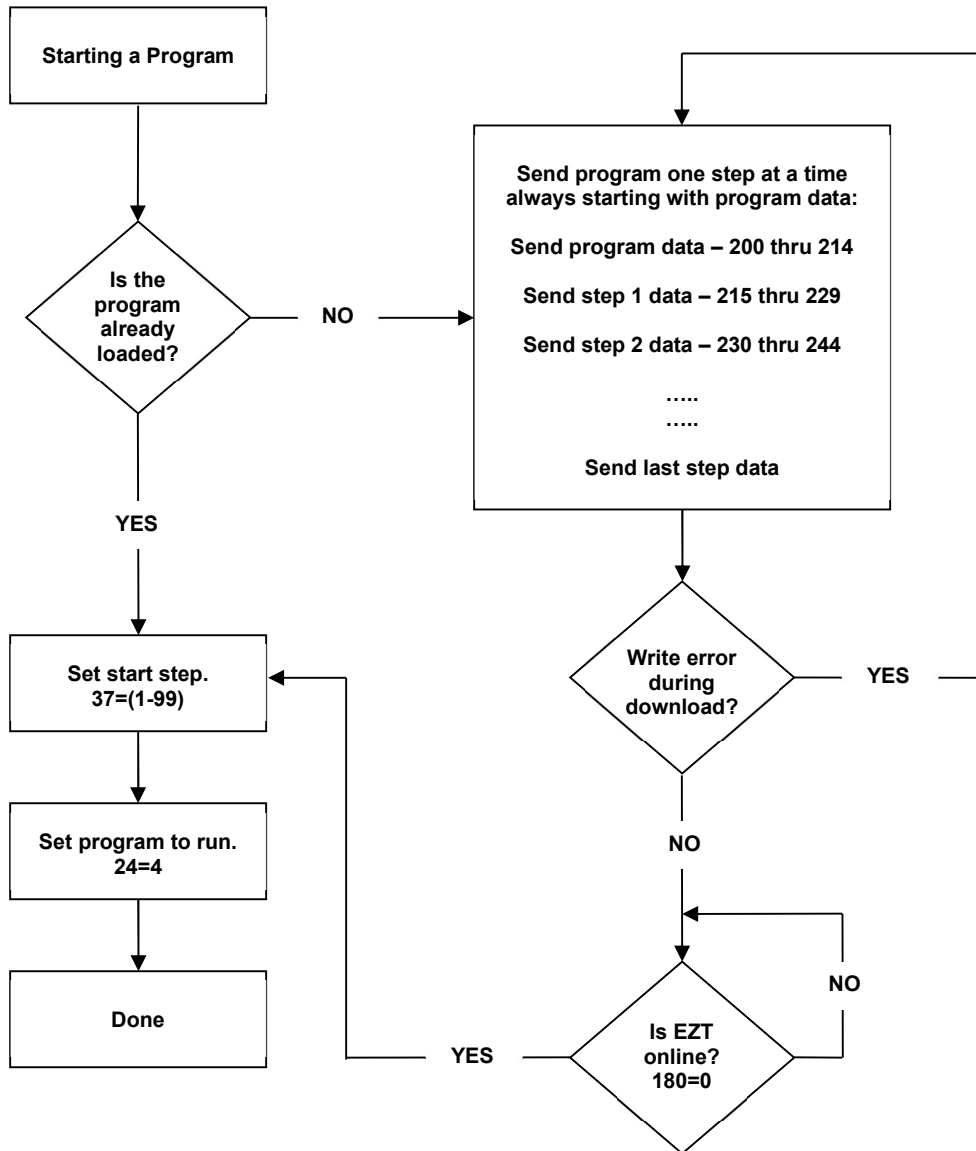 Starting a Program
Is the
program
already
loaded?
NO
Send program one step at a time
always starting with program data:
Send program data – 200 thru 214
Send step 1 data – 215 thru 229
Send step 2 data – 230 thru 244
…..
…..
Send last step data
YES
Write error
during
download?
YES
NO
Set start step.
37=(1-99)
Set program to run.
24=4
Done
Is EZT
online?
180=0
NO
YES